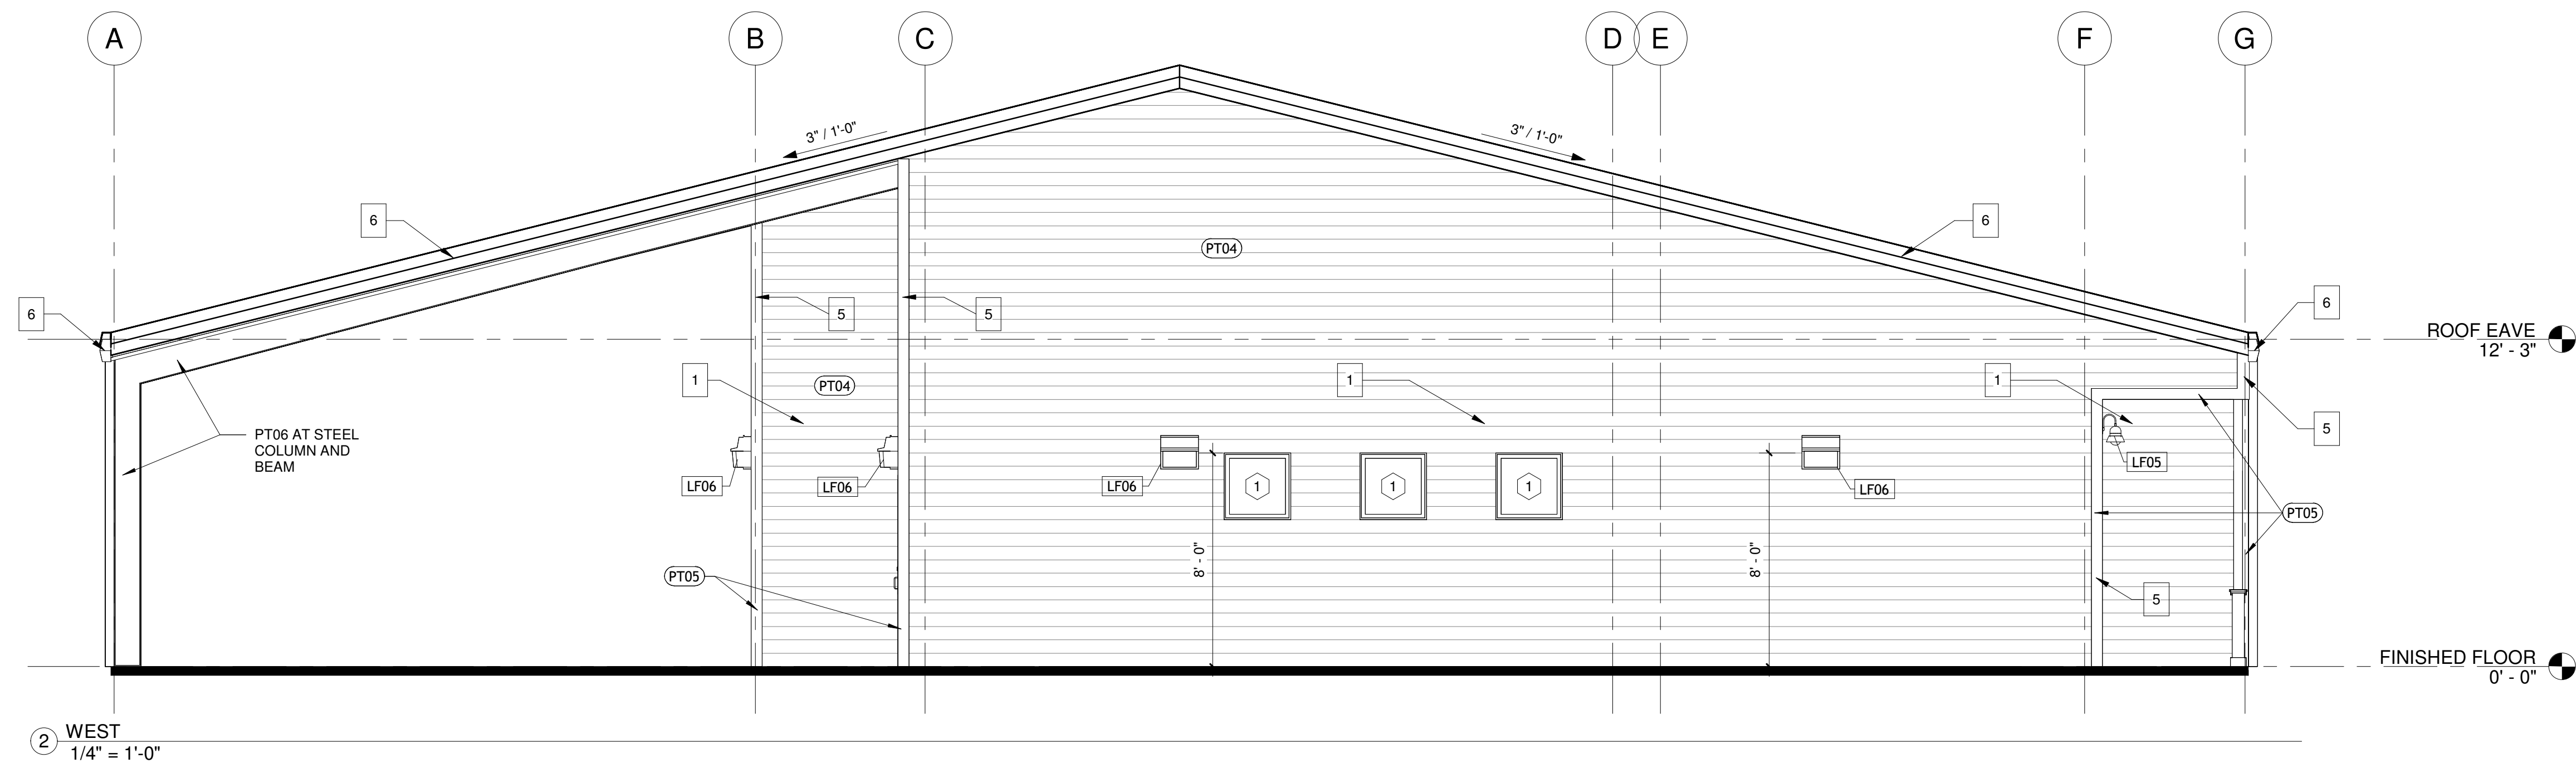 A
B
C
D
E
F
G
3" / 1'-0"
3" / 1'-0"
6
6
PT04
6
5
5
6
ROOF EAVE
12' - 3"
1
PT04
1
1
5
PT06 AT STEEL
COLUMN AND
BEAM
LF06
LF06
LF06
1
1
1
LF06
LF05
PT05
8' - 0"
8' - 0"
PT05
5
FINISHED FLOOR
0' - 0"
2
WEST
1/4" = 1'-0"